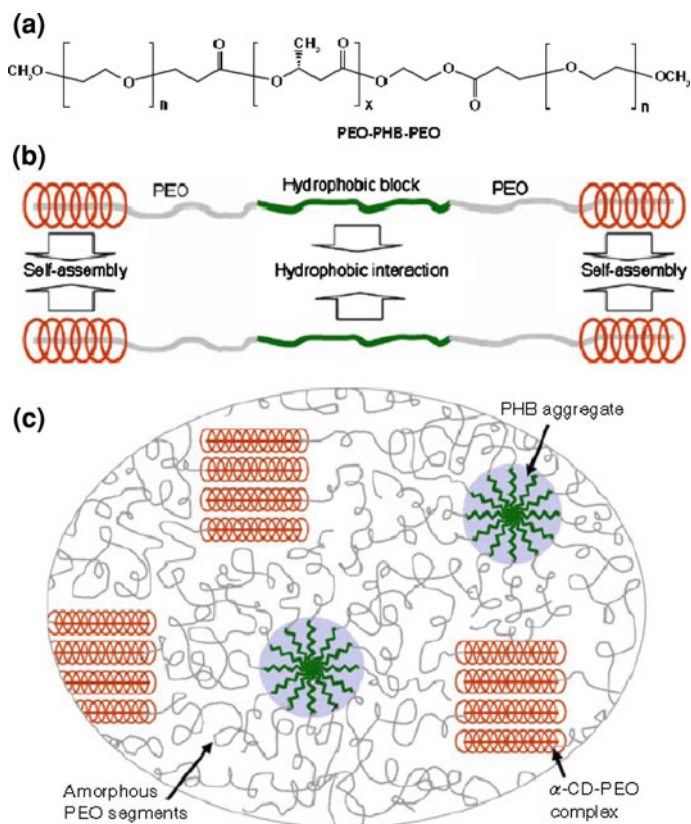 (a)
CH₃O
O
O
n
O
CH₃
O
x
O
O
O
O
n
OCH₃
PEO-PHB-PEO
(b)
PEO Hydrophobic block PEO
Self-assembly Hydrophobic interaction Self-assembly
(c)
PHB aggregate
Amorphous
PEO segments
α-CD-PEO
complex